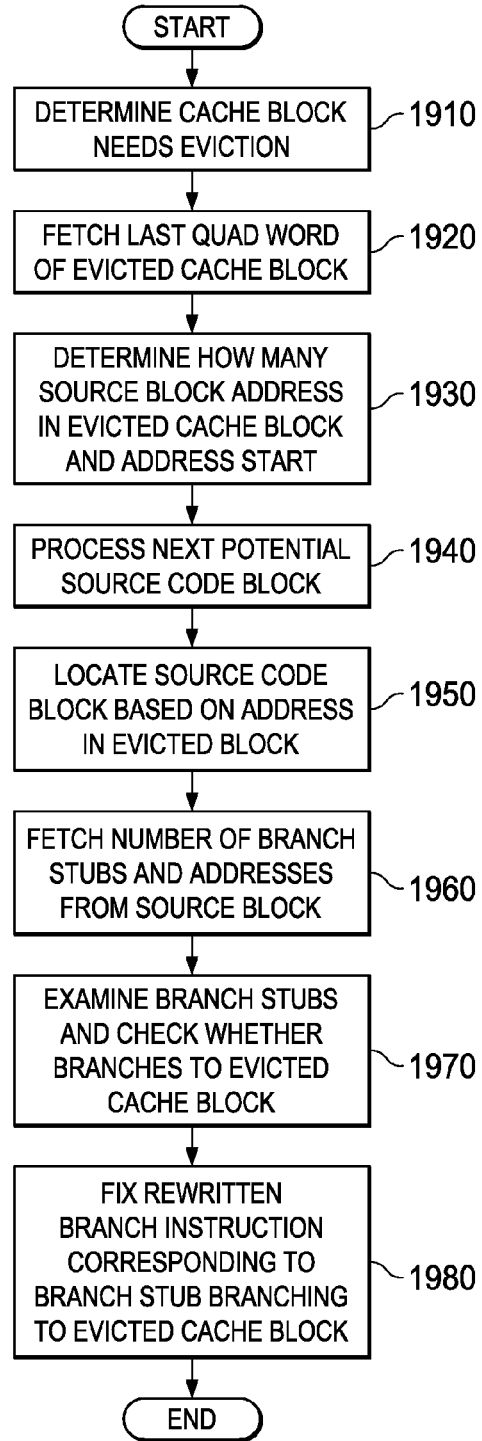 START
DETERMINE CACHE BLOCK
NEEDS EVICTION
1910
FETCH LAST QUAD WORD
OF EVICTED CACHE BLOCK
1920
DETERMINE HOW MANY
SOURCE BLOCK ADDRESS
IN EVICTED CACHE BLOCK
AND ADDRESS START
1930
PROCESS NEXT POTENTIAL
SOURCE CODE BLOCK
1940
LOCATE SOURCE CODE
BLOCK BASED ON ADDRESS
IN EVICTED BLOCK
1950
FETCH NUMBER OF BRANCH
STUBS AND ADDRESSES
FROM SOURCE BLOCK
1960
EXAMINE BRANCH STUBS
AND CHECK WHETHER
BRANCHES TO EVICTED
CACHE BLOCK
1970
FIX REWRITTEN
BRANCH INSTRUCTION
CORRESPONDING TO
BRANCH STUB BRANCHING
TO EVICTED CACHE BLOCK
1980
END